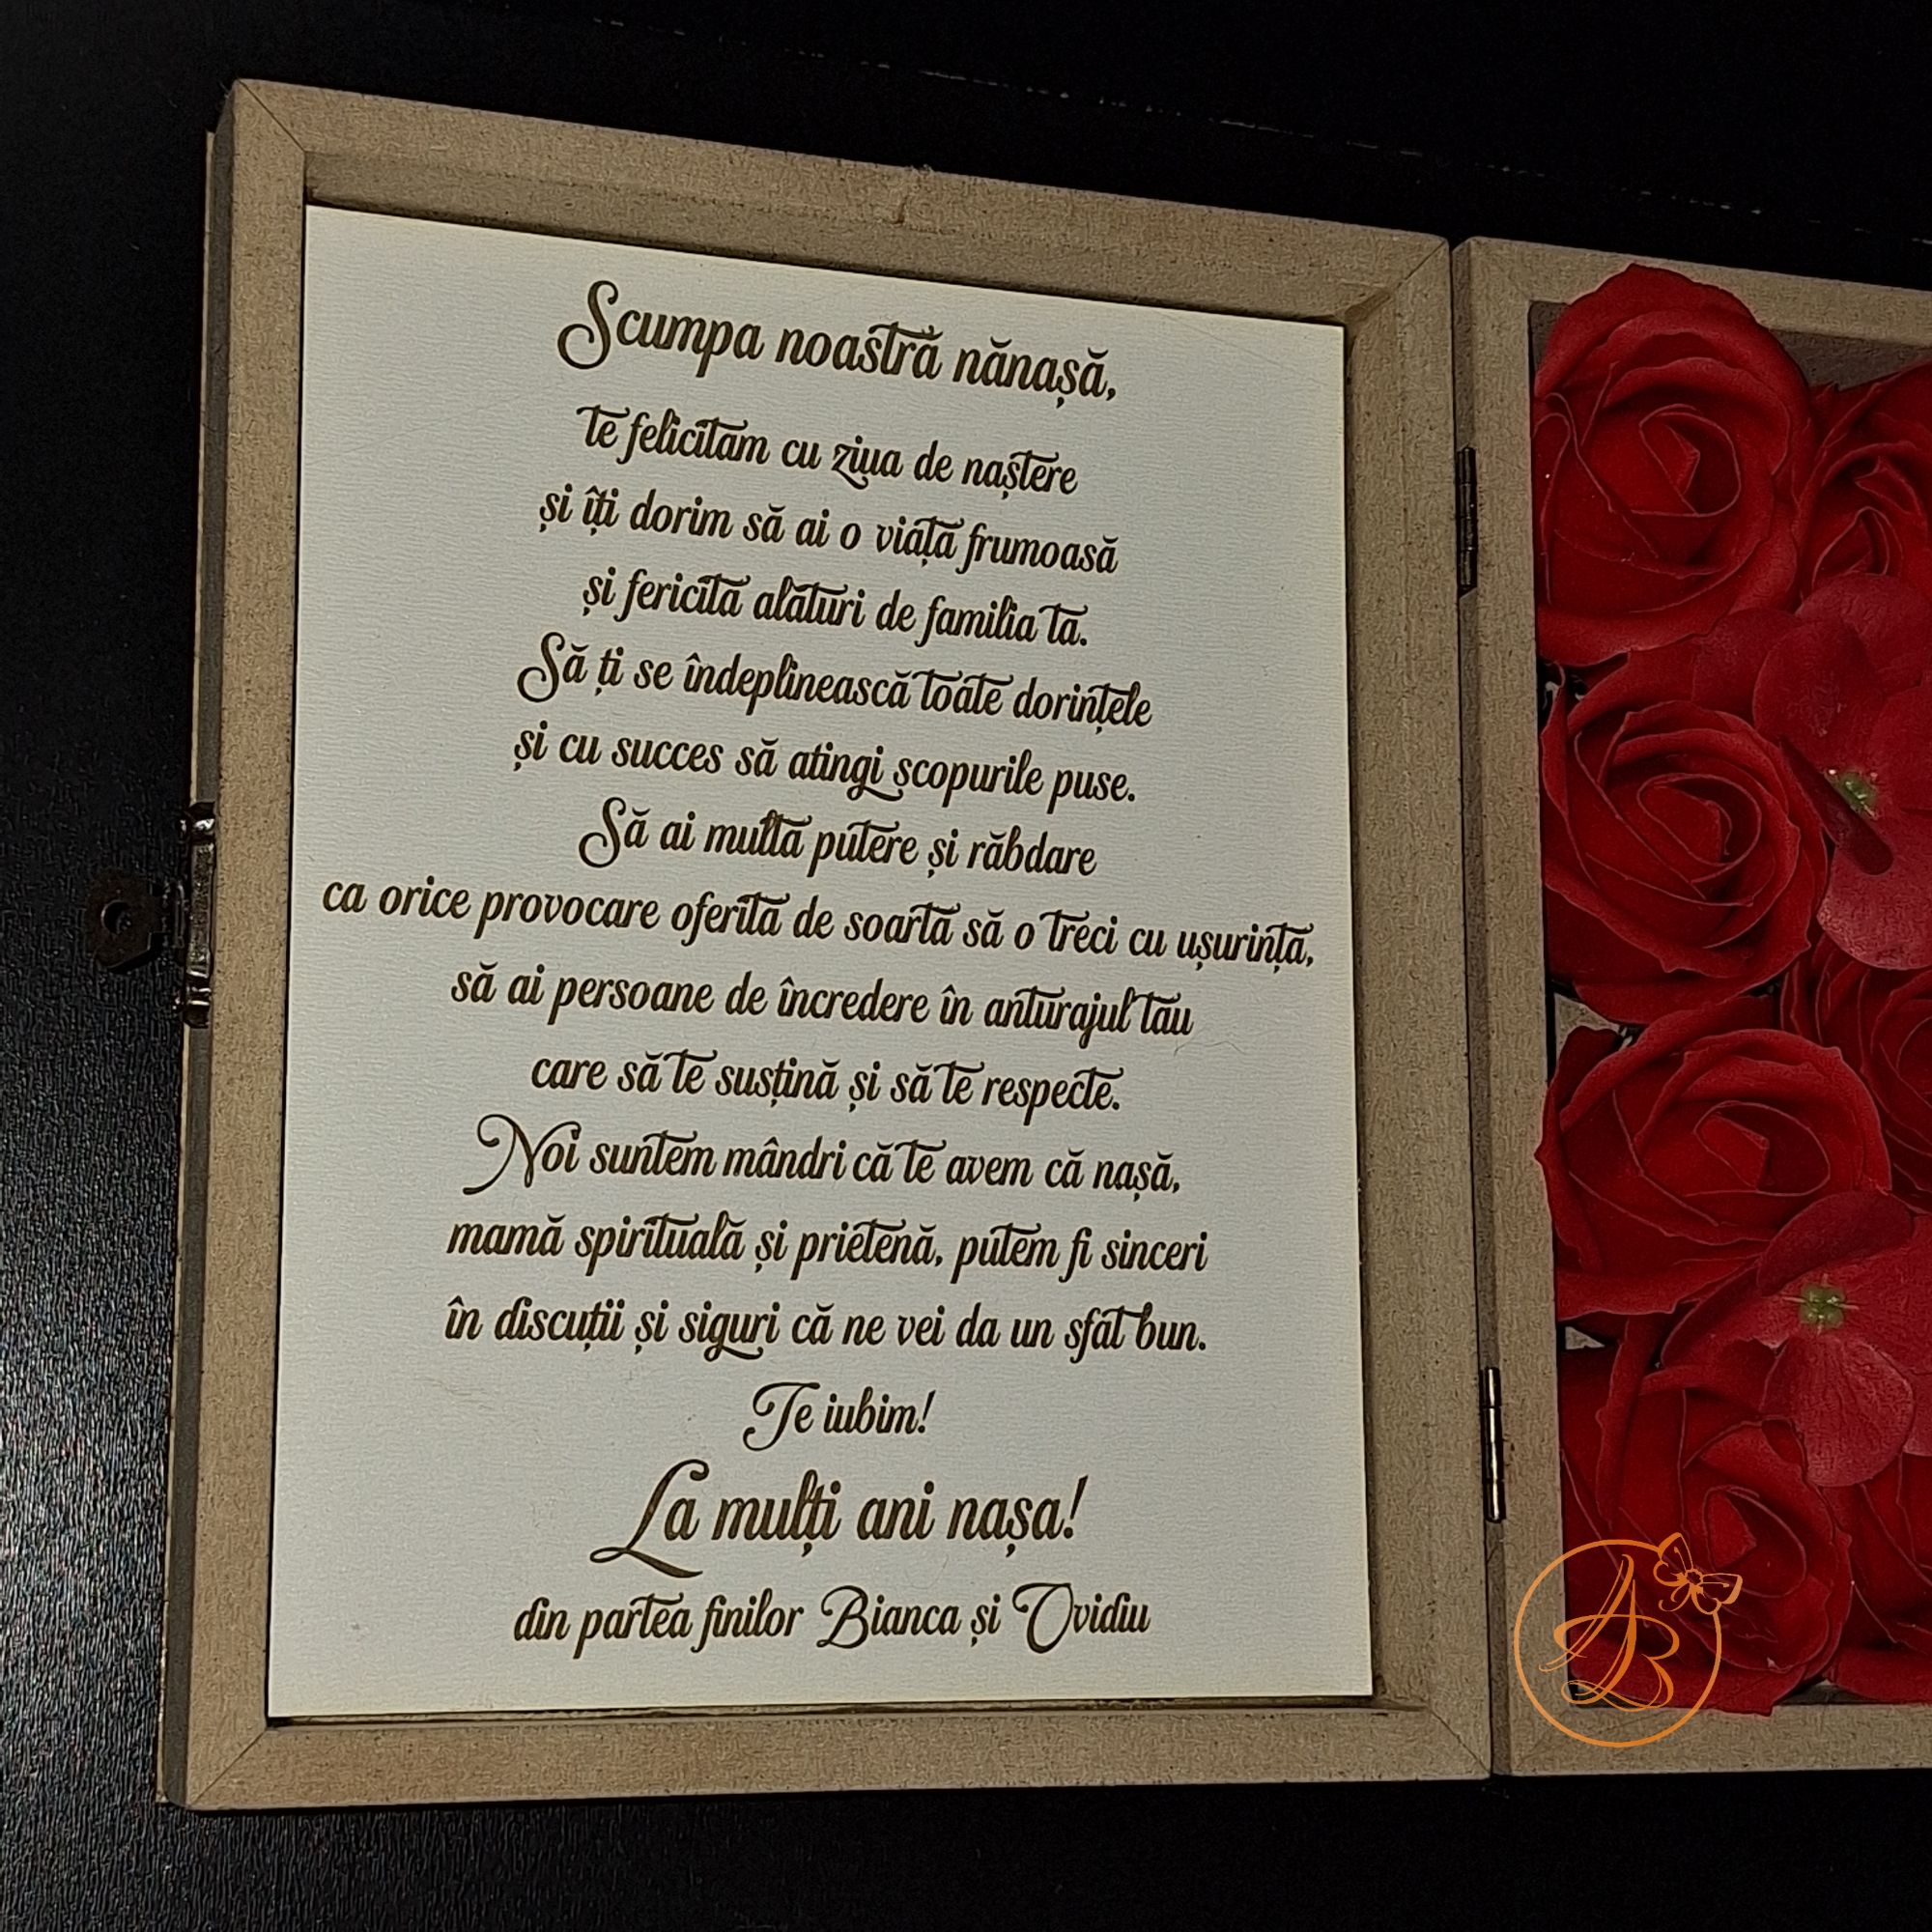 Scumpa noastră nănașă,
te felicităm cu ziua de naștere
și îți dorim să ai o viață frumoasă
și fericită alături de familia ta.
Să ți se îndeplinească toate dorințele
și cu succes să atingi scopurile puse.
Să ai multă putere și răbdare
ca orice provocare oferită de soartă să o treci cu ușurință,
să ai persoane de încredere în anturajul tău
care să te susțină și să te respecte.
Noi suntem mândri că te avem că nașă,
mamă spirituală și prietenă, putem fi sinceri
în discuții și siguri că ne vei da un sfat bun.
Te iubim!
La mulți ani nașa!
din partea finilor Bianca și Ovidiu
AB